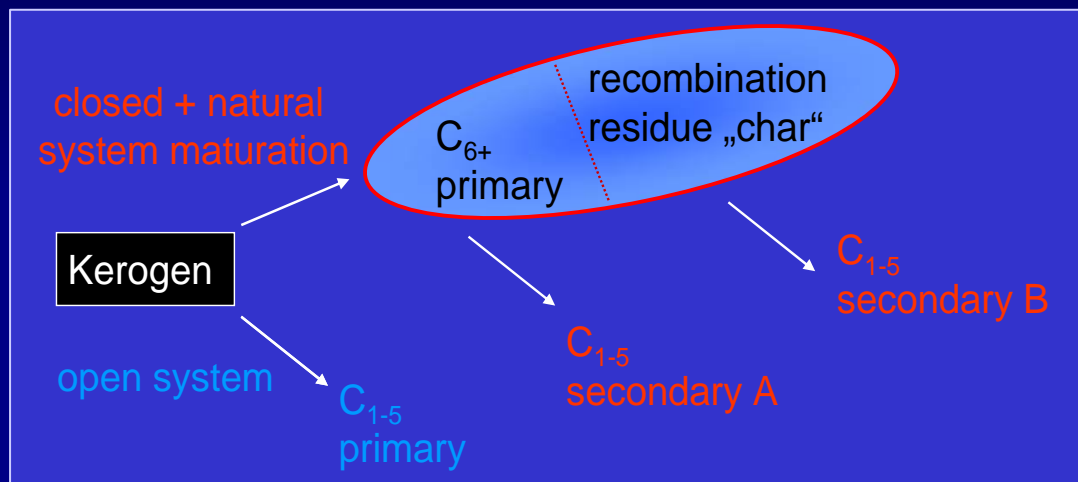 closed + natural
system maturation
C₆₊
primary
recombination
residue „char“
Kerogen
open system
C₁₋₅
primary
C₁₋₅
secondary A
C₁₋₅
secondary B